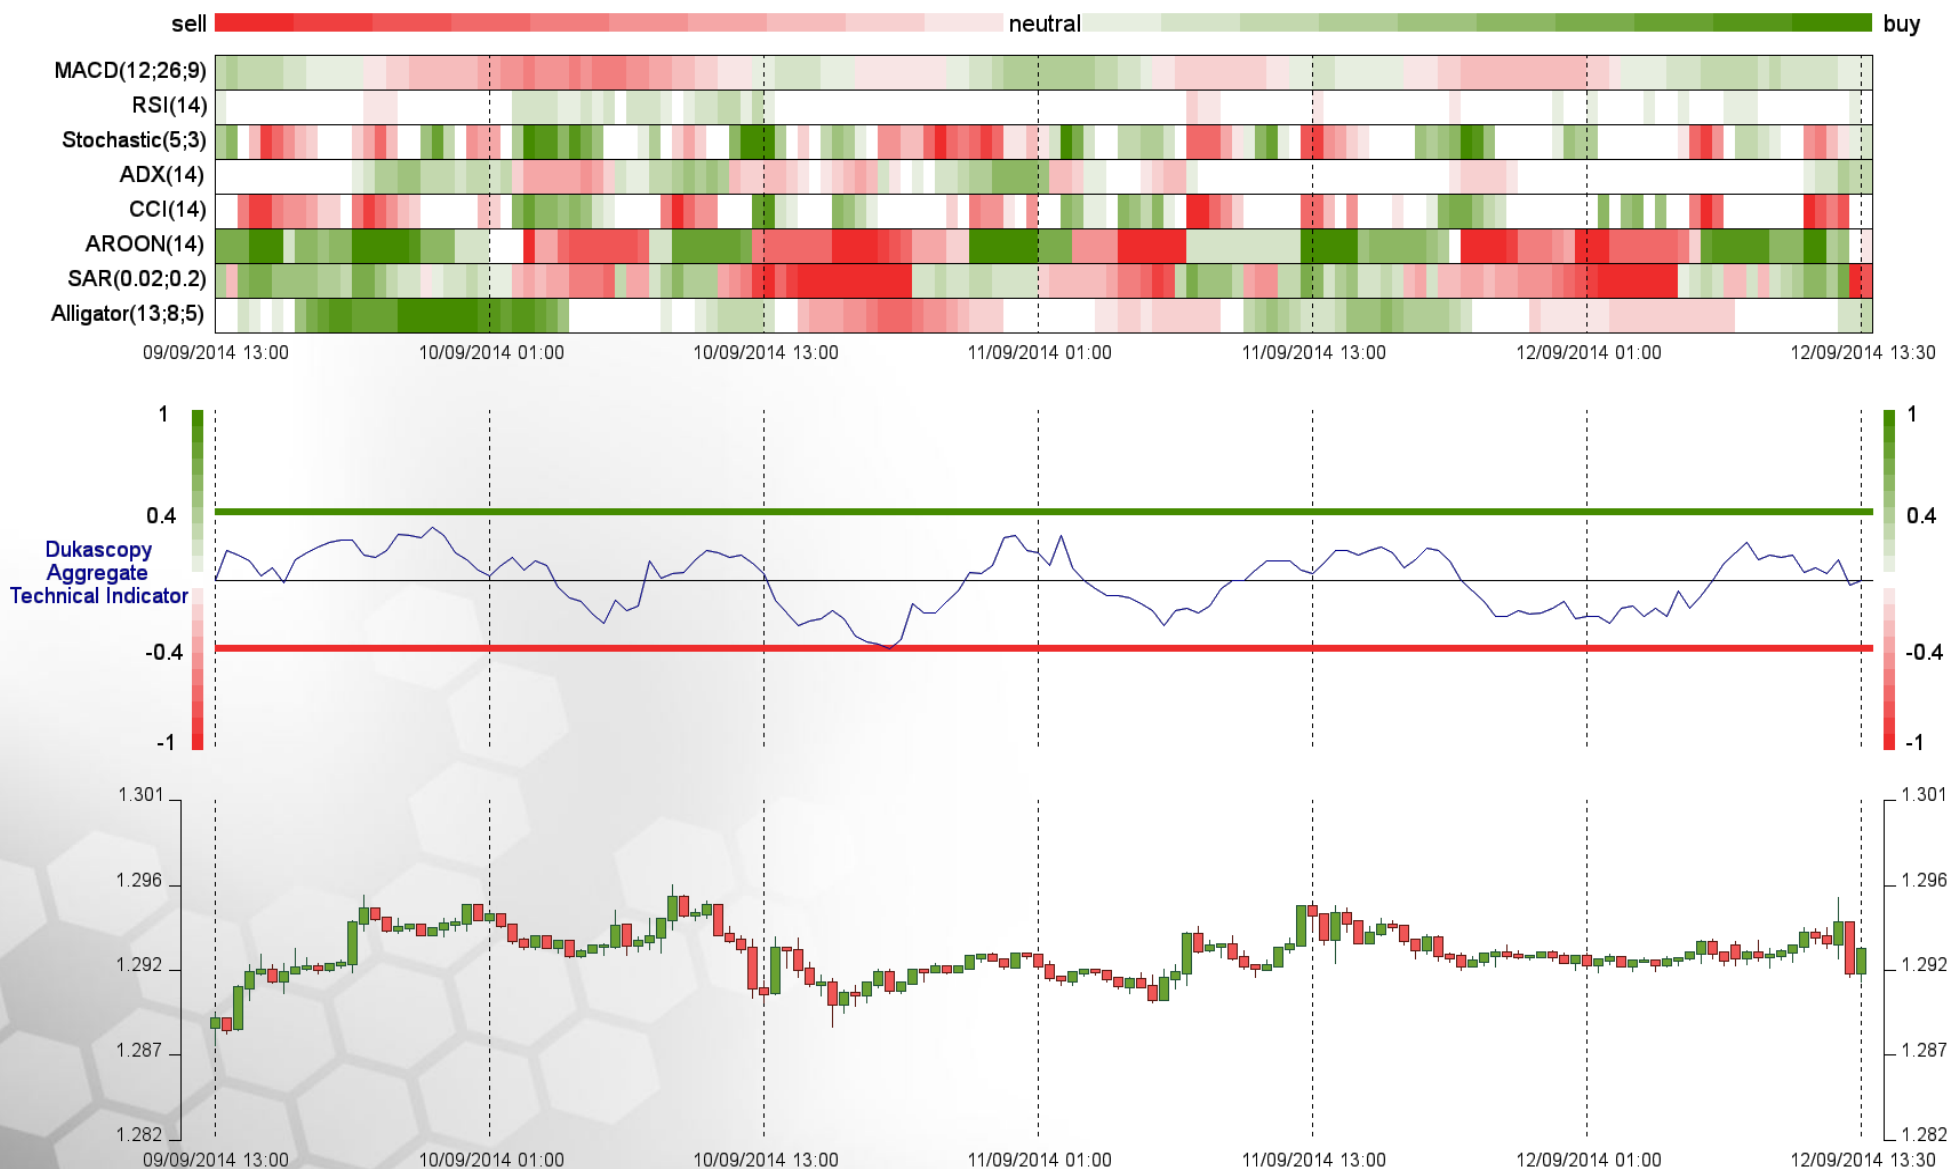 sell neutral buy
MACD(12;26;9)
RSI(14)
Stochastic(5;3)
ADX(14)
CCI(14)
AROON(14)
SAR(0.02;0.2)
Alligator(13;8;5)
09/09/2014 13:00 10/09/2014 01:00 10/09/2014 13:00 11/09/2014 01:00 11/09/2014 13:00 12/09/2014 01:00 12/09/2014 13:30
1 1
0.4 0.4
Dukascopy
Aggregate
Technical Indicator
-0.4 -0.4
-1 -1
1.301 1.301
1.296 1.296
1.292 1.292
1.287 1.287
1.282 1.282
09/09/2014 13:00 10/09/2014 01:00 10/09/2014 13:00 11/09/2014 01:00 11/09/2014 13:00 12/09/2014 01:00 12/09/2014 13:30